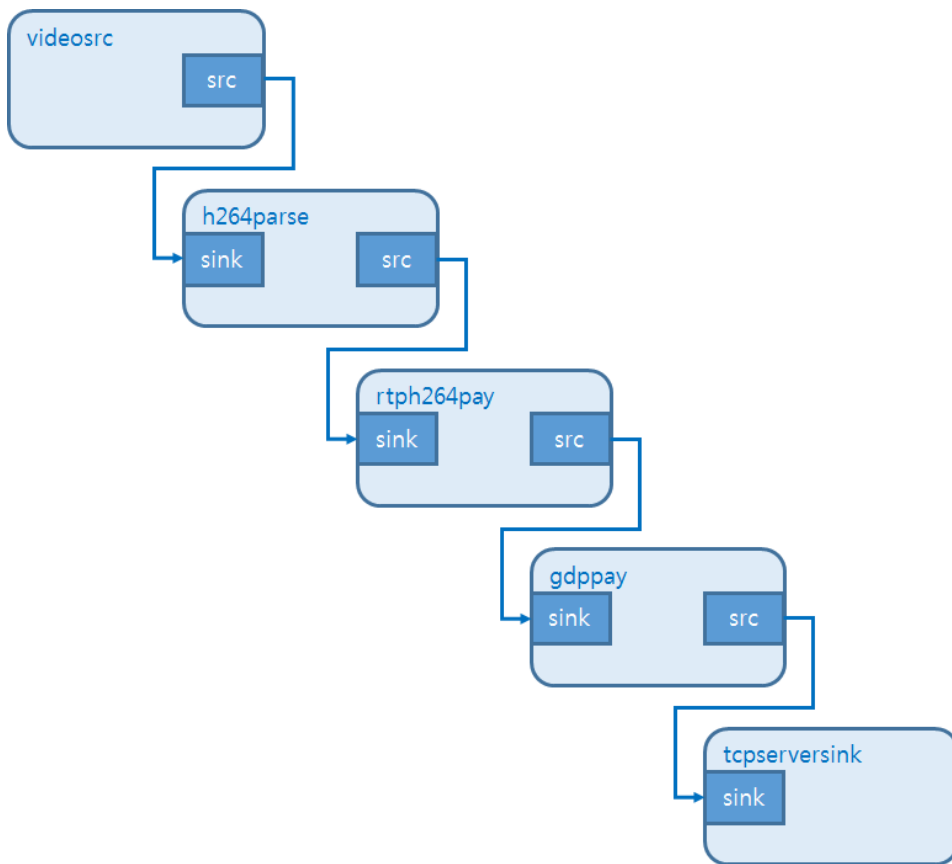 videosrc
src
h264parse
sink src
rtph264pay
sink src
gdppay
sink src
tcpserversink
sink